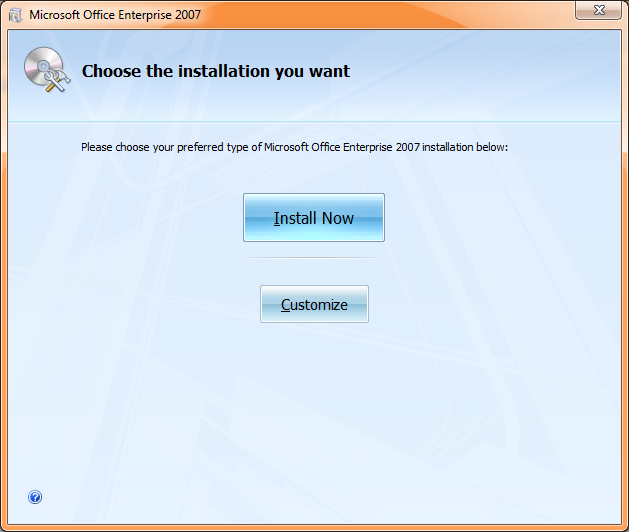 Microsoft Office Enterprise 2007
Choose the installation you want
Please choose your preferred type of Microsoft Office Enterprise 2007 installation below:
Install Now
Customize
?